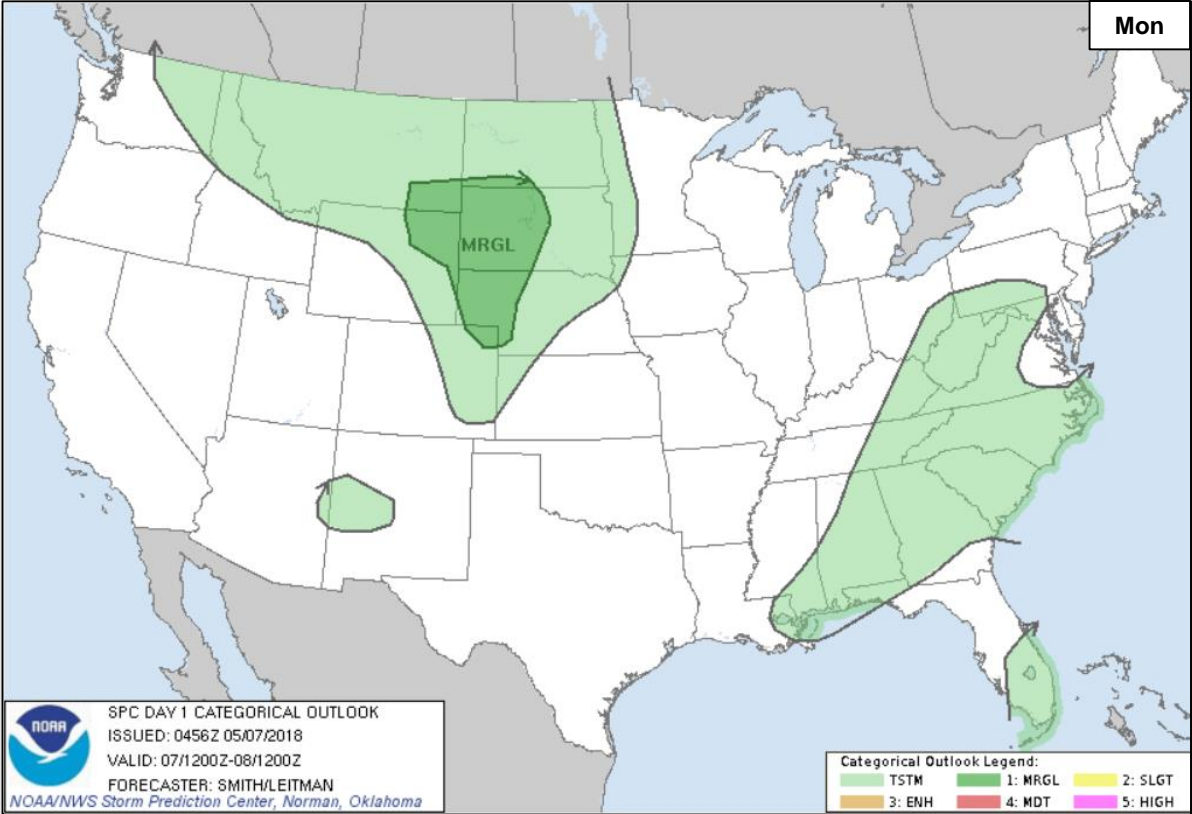 Mon
MRGL
NOAA
SPC DAY 1 CATEGORICAL OUTLOOK
ISSUED: 0456Z 05/07/2018
VALID: 07/1200Z-08/1200Z
FORECASTER: SMITH/LEITMAN
NOAA/NWS Storm Prediction Center, Norman, Oklahoma
Categorical Outlook Legend:
TSTM 1: MRGL 2: SLGT
3: ENH 4: MDT 5: HIGH